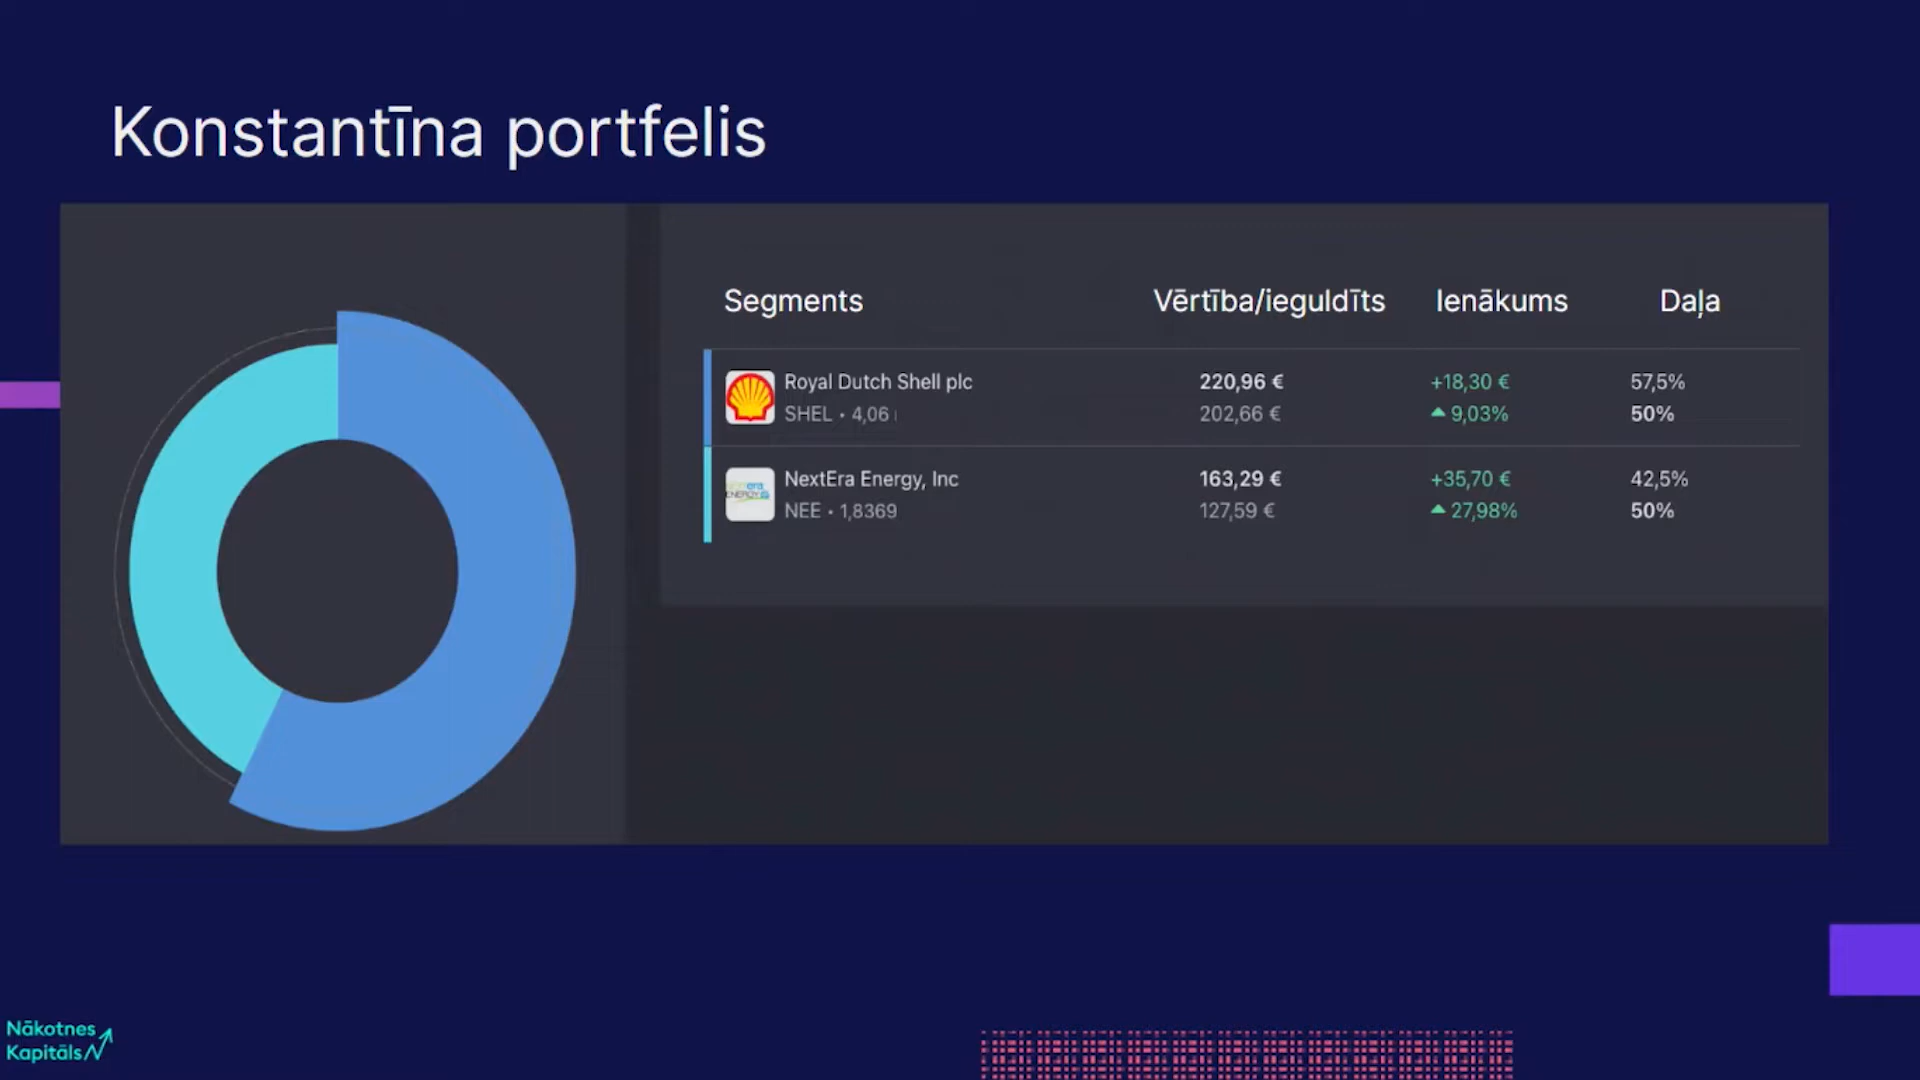 Konstantīna portfelis
Segments Vērtība/ieguldīts Ienākums Daļa
Royal Dutch Shell plc 220,96 € +18,30 € 57,5%
SHEL • 4,06 202,66 € 9,03% 50%
NextEra Energy, Inc 163,29 € +35,70 € 42,5%
NEE • 1,8369 127,59 € 27,98% 50%
Nākotnes
Kapitāls